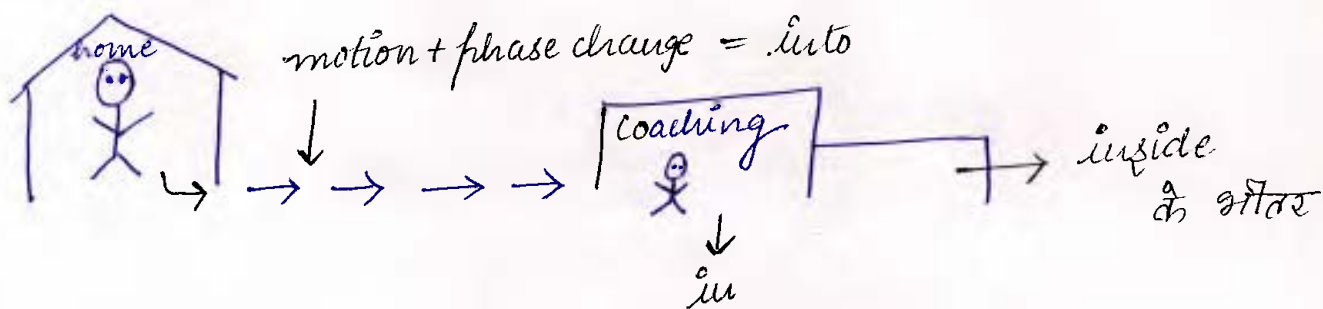 home
motion + phase change = into
coaching
inside
के भीतर
in